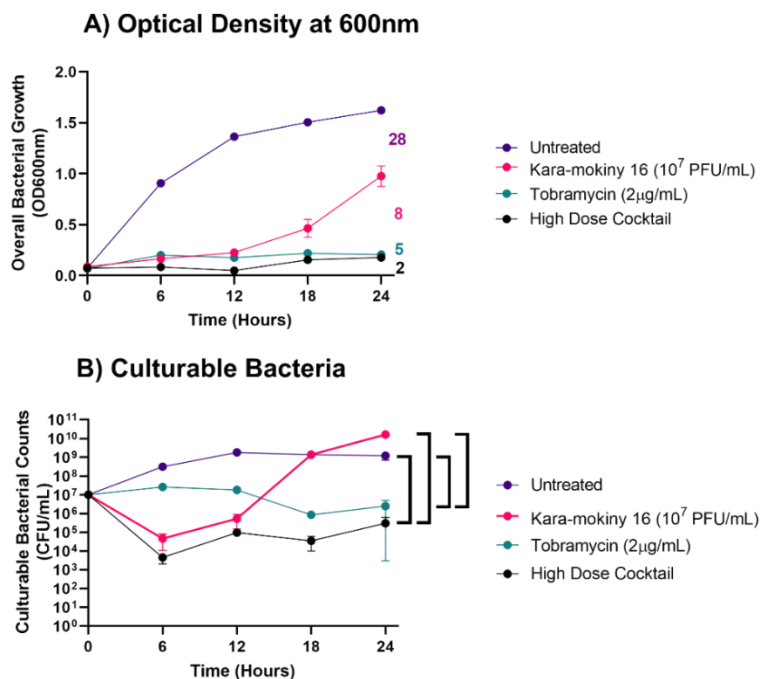 A) Optical Density at 600nm
Overall Bacterial Growth
(OD600nm)
2.0
1.5
1.0
0.5
0.0
28
8
5
2
0 6 12 18 24
Time (Hours)
Untreated
Kara-mokiny 16 (10⁷ PFU/mL)
Tobramycin (2μg/mL)
High Dose Cocktail
B) Culturable Bacteria
Culturable Bacterial Counts
(CFU/mL)
10¹¹
10¹⁰
10⁹
10⁸
10⁷
10⁶
10⁵
10⁴
10³
10²
10¹
10⁰
0 6 12 18 24
Time (Hours)
Untreated
Kara-mokiny 16 (10⁷ PFU/mL)
Tobramycin (2μg/mL)
High Dose Cocktail